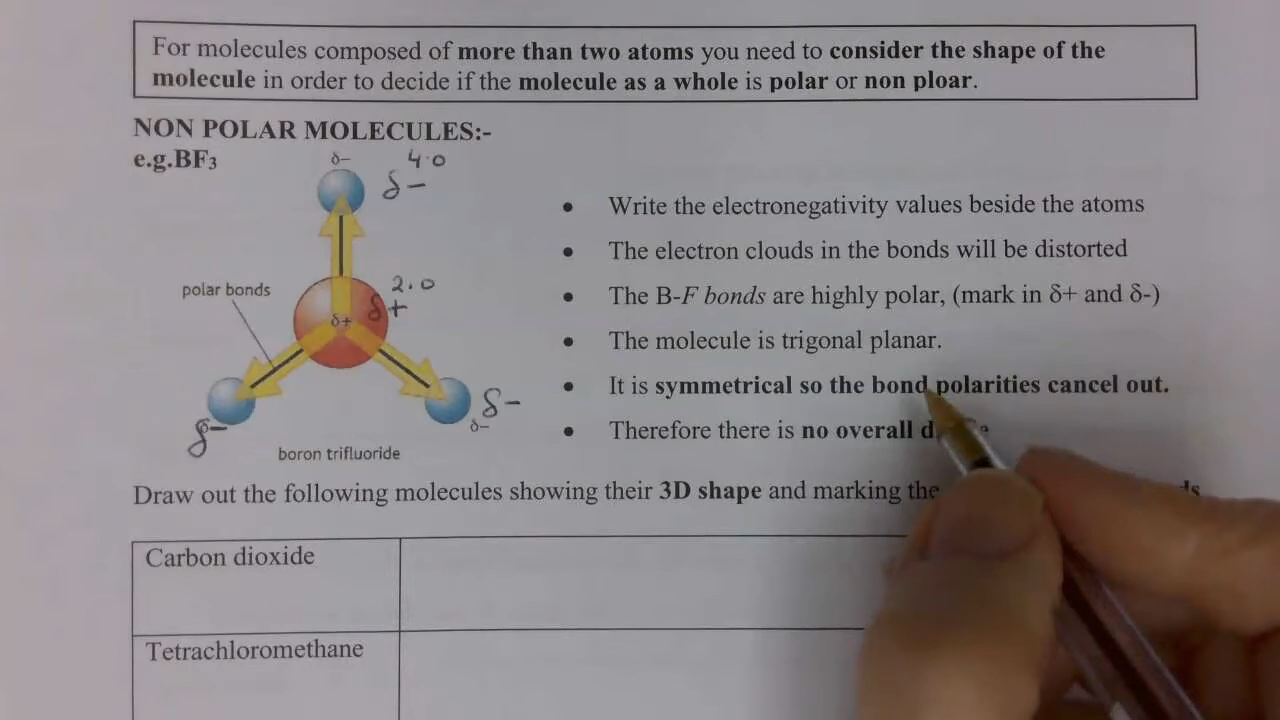 For molecules composed of more than two atoms you need to consider the shape of the
molecule in order to decide if the molecule as a whole is polar or non ploar.
NON POLAR MOLECULES:-
e.g.BF₃
δ–
4.0
δ–
polar bonds
2.0
δ+
δ+
δ–
δ–
δ–
boron trifluoride
• Write the electronegativity values beside the atoms
• The electron clouds in the bonds will be distorted
• The B-F bonds are highly polar, (mark in δ+ and δ-)
• The molecule is trigonal planar.
• It is symmetrical so the bond polarities cancel out.
• Therefore there is no overall
Draw out the following molecules showing their 3D shape and marking the
Carbon dioxide
Tetrachloromethane